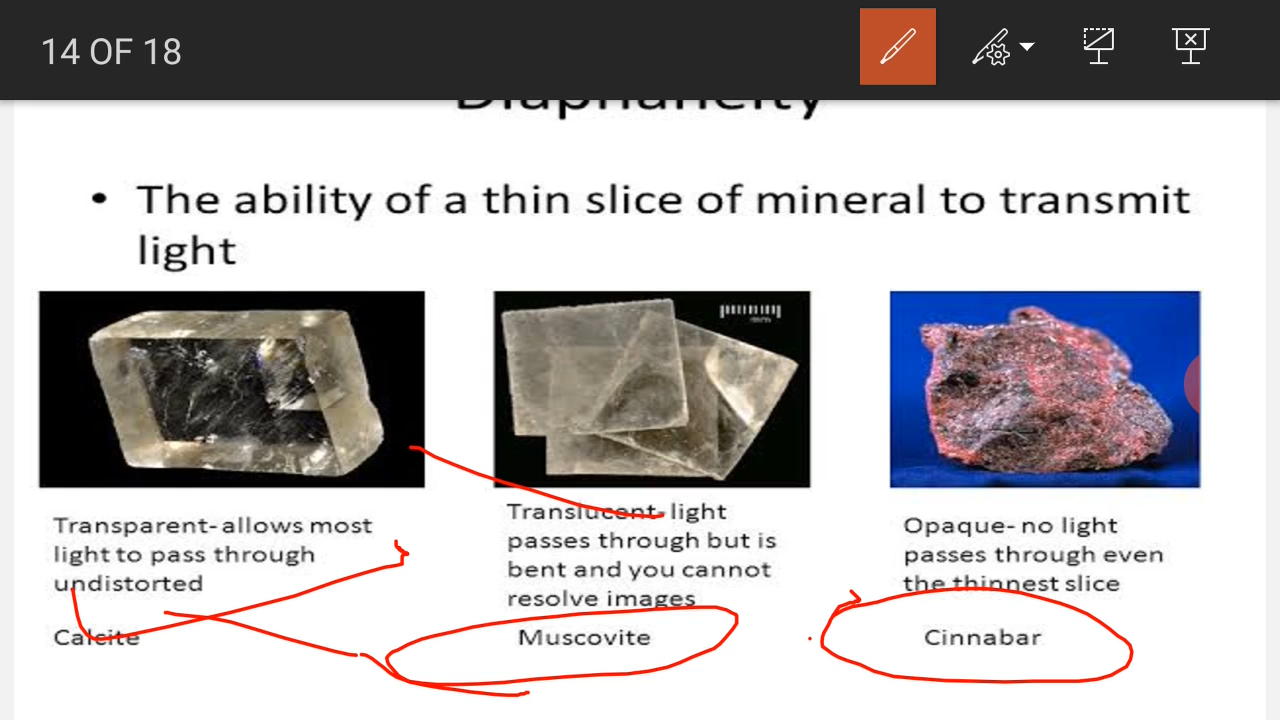 14 OF 18
Diaphaneity
• The ability of a thin slice of mineral to transmit
light
Transparent- allows most
light to pass through
undistorted
Calcite
Translucent- light
passes through but is
bent and you cannot
resolve images
Muscovite
Opaque- no light
passes through even
the thinnest slice
Cinnabar